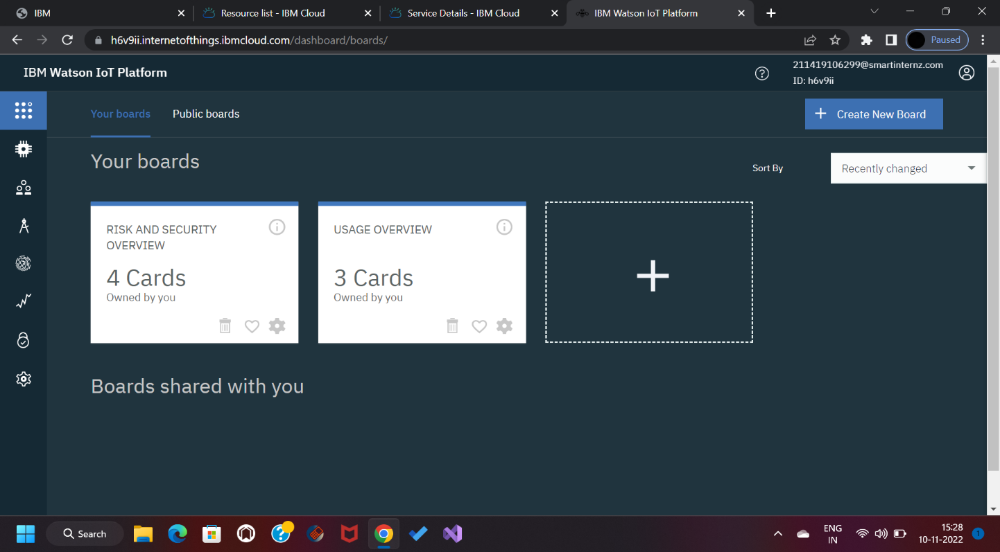 IBM
Resource list - IBM Cloud
Service Details - IBM Cloud
IBM Watson IoT Platform
h6v9ii.internetofthings.ibmcloud.com/dashboard/boards/
Paused
IBM Watson IoT Platform
211419106299@smartinternz.com
ID: h6v9ii
Your boards
Public boards
Create New Board
Your boards
Sort By
Recently changed
RISK AND SECURITY
OVERVIEW
4 Cards
Owned by you
USAGE OVERVIEW
3 Cards
Owned by you
Boards shared with you
Search
ENG
IN
15:28
10-11-2022
1